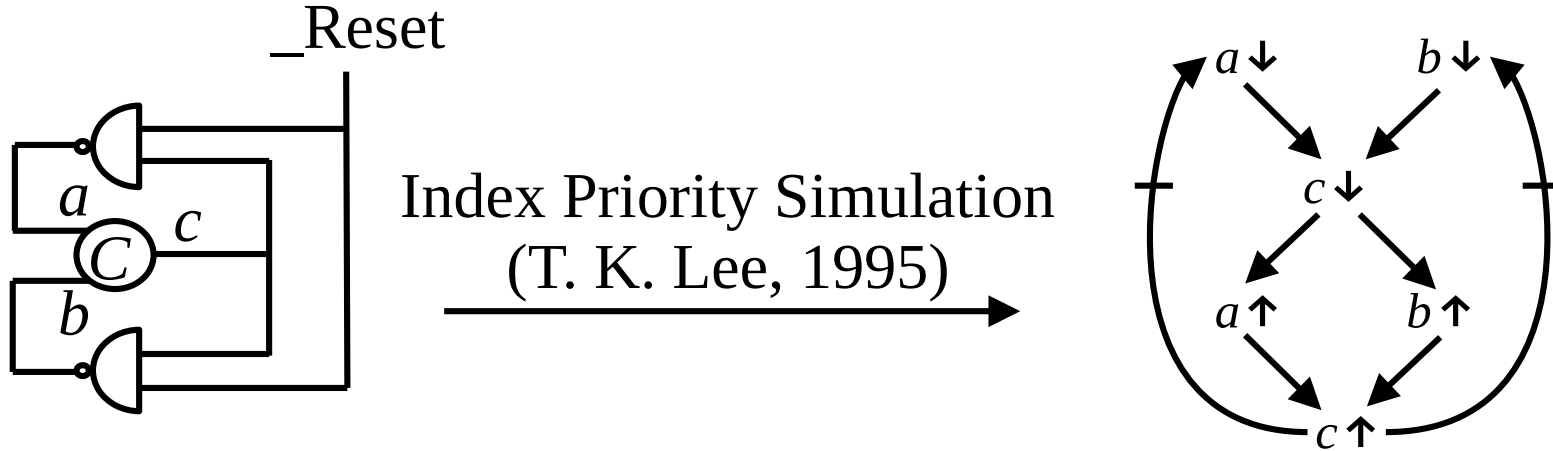 _Reset
a
c
C
b
Index Priority Simulation
(T. K. Lee, 1995)
a↓ b↓
c↓
a↑ b↑
c↑